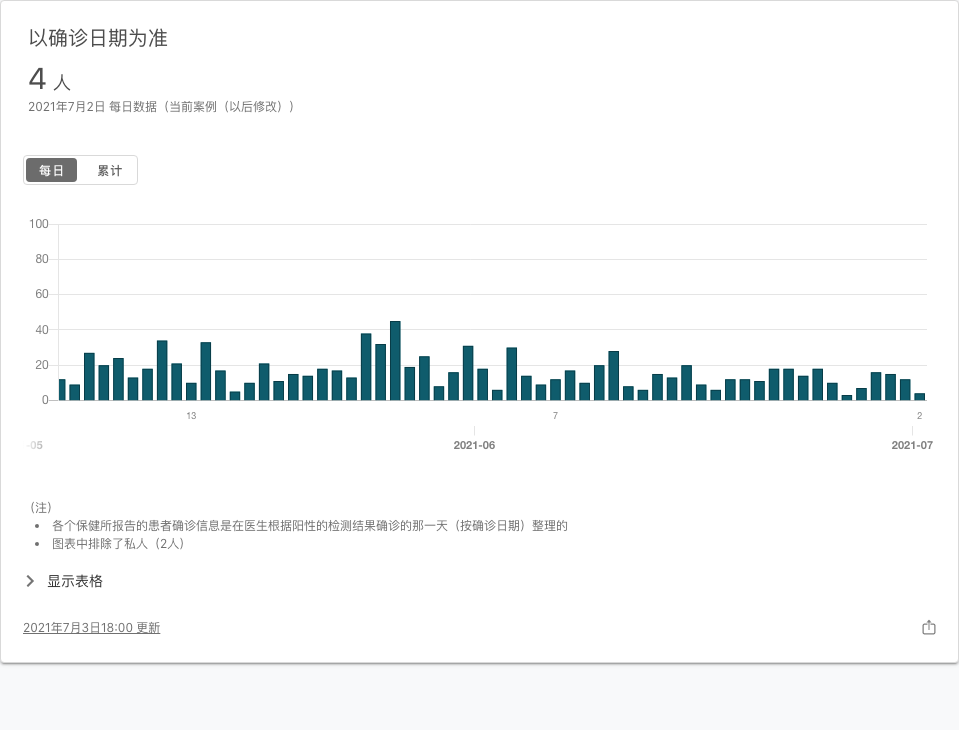 以确诊日期为准
4 人
2021年7月2日 每日数据（当前案例（以后修改））
每日 累计
100
80
60
40
20
0
13 7 2
-05 2021-06 2021-07
（注）
• 各个保健所报告的患者确诊信息是在医生根据阳性的检测结果确诊的那一天（按确诊日期）整理的
• 图表中排除了私人（2人）
显示表格
2021年7月3日18:00 更新